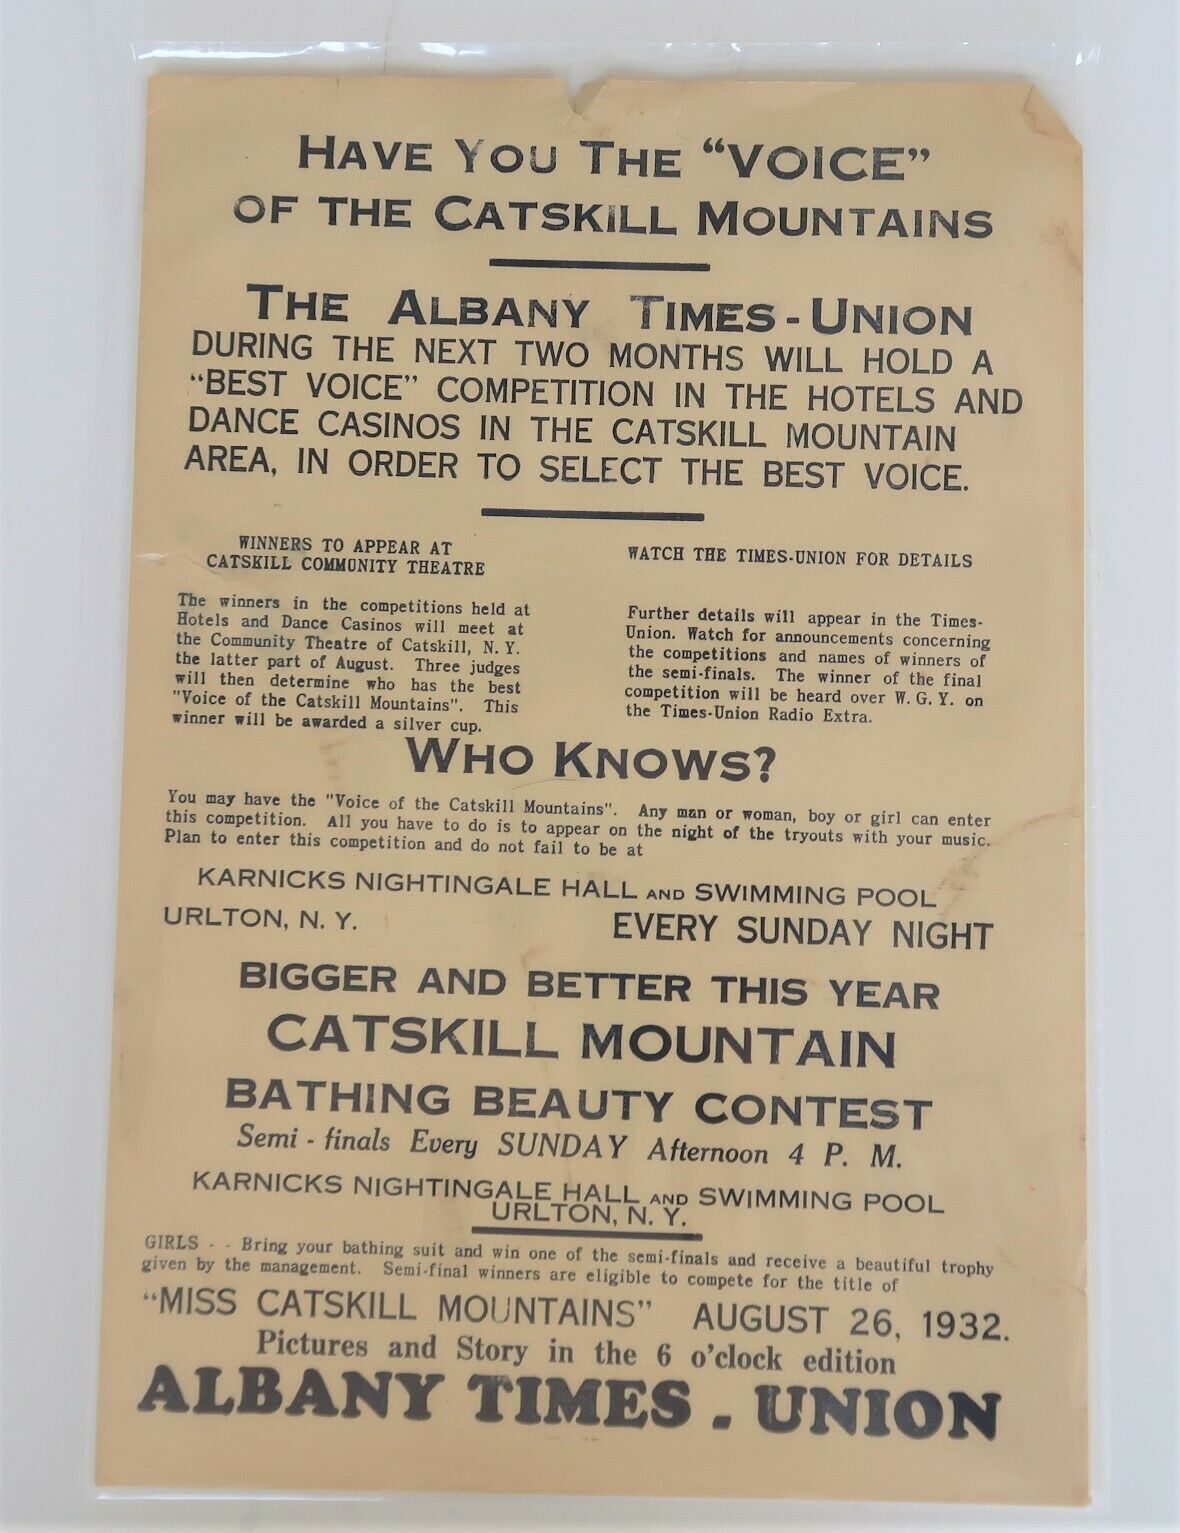 HAVE YOU THE "VOICE"
OF THE CATSKILL MOUNTAINS
THE ALBANY TIMES-UNION
DURING THE NEXT TWO MONTHS WILL HOLD A
"BEST VOICE" COMPETITION IN THE HOTELS AND
DANCE CASINOS IN THE CATSKILL MOUNTAIN
AREA, IN ORDER TO SELECT THE BEST VOICE.
WINNERS TO APPEAR AT
CATSKILL COMMUNITY THEATRE
The winners in the competitions held at
Hotels and Dance Casinos will meet at
the Community Theatre of Catskill, N. Y.
the latter part of August. Three judges
will then determine who has the best
"Voice of the Catskill Mountains". This
winner will be awarded a silver cup.
WATCH THE TIMES-UNION FOR DETAILS
Further details will appear in the Times-
Union. Watch for announcements concerning
the competitions and names of winners of
the semi-finals. The winner of the final
competition will be heard over W. G. Y. on
the Times-Union Radio Extra.
WHO KNOWS?
You may have the "Voice of the Catskill Mountains". Any man or woman, boy or girl can enter
this competition. All you have to do is to appear on the night of the tryouts with your music.
Plan to enter this competition and do not fail to be at
KARNICKS NIGHTINGALE HALL AND SWIMMING POOL
URLTON, N. Y. EVERY SUNDAY NIGHT
BIGGER AND BETTER THIS YEAR
CATSKILL MOUNTAIN
BATHING BEAUTY CONTEST
Semi - finals Every SUNDAY Afternoon 4 P. M.
KARNICKS NIGHTINGALE HALL AND SWIMMING POOL
URLTON, N. Y.
GIRLS - - Bring your bathing suit and win one of the semi-finals and receive a beautiful trophy
given by the management. Semi-final winners are eligible to compete for the title of
"MISS CATSKILL MOUNTAINS" AUGUST 26, 1932.
Pictures and Story in the 6 o'clock edition
ALBANY TIMES - UNION